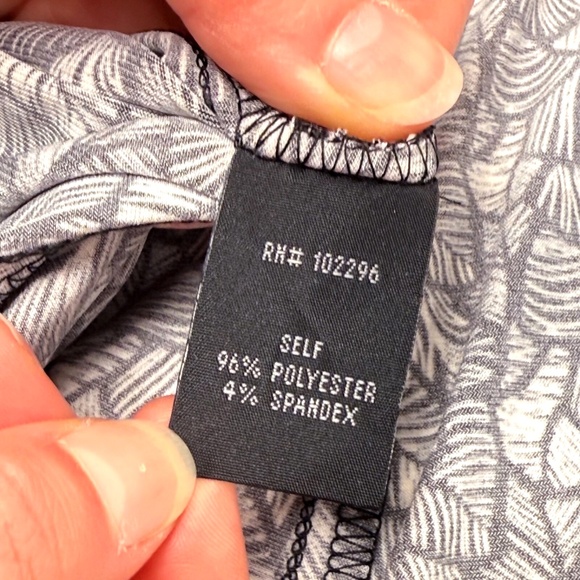 RN# 102296
SELF
96% POLYESTER
4% SPANDEX